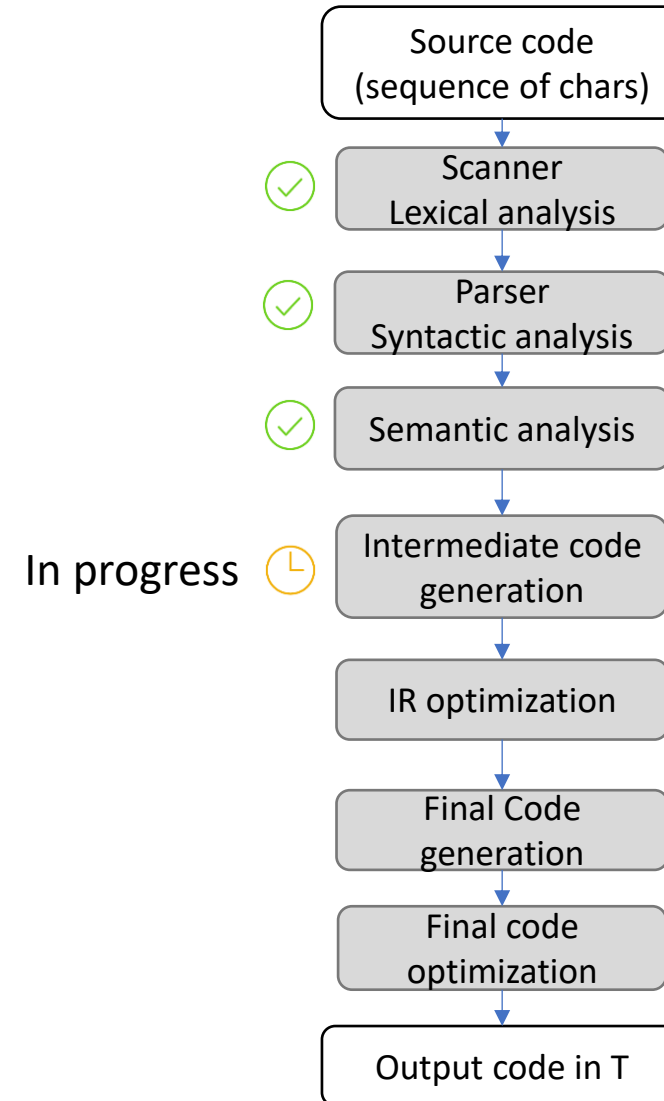 Source code
(sequence of chars)
Scanner
Lexical analysis
Parser
Syntactic analysis
Semantic analysis
In progress
Intermediate code
generation
IR optimization
Final Code
generation
Final code
optimization
Output code in T